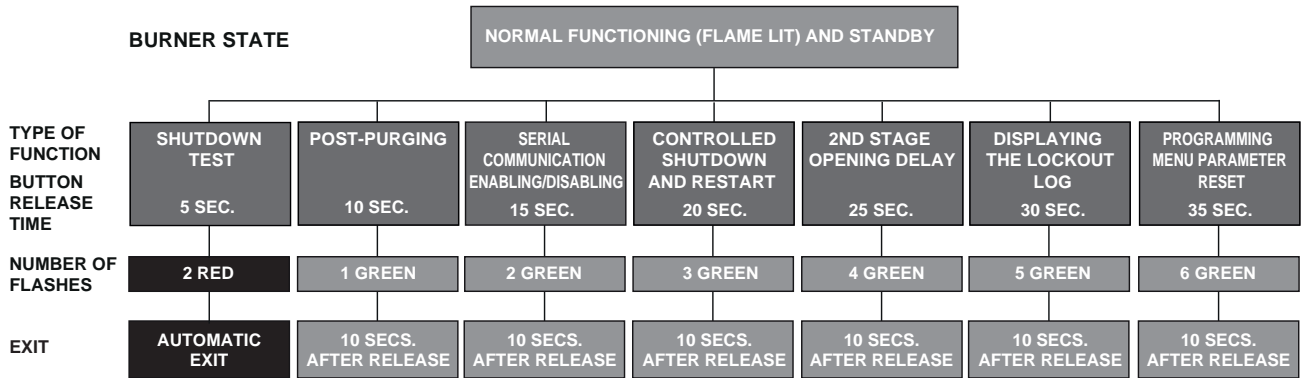 BURNER STATE
NORMAL FUNCTIONING (FLAME LIT) AND STANDBY
TYPE OF
FUNCTION
BUTTON
RELEASE
TIME
SHUTDOWN
TEST
5 SEC.
POST-PURGING
10 SEC.
SERIAL
COMMUNICATION
ENABLING/DISABLING
15 SEC.
CONTROLLED
SHUTDOWN
AND RESTART
20 SEC.
2ND STAGE
OPENING DELAY
25 SEC.
DISPLAYING
THE LOCKOUT
LOG
30 SEC.
PROGRAMMING
MENU PARAMETER
RESET
35 SEC.
NUMBER OF
FLASHES
2 RED
1 GREEN
2 GREEN
3 GREEN
4 GREEN
5 GREEN
6 GREEN
EXIT
AUTOMATIC
EXIT
10 SECS.
AFTER RELEASE
10 SECS.
AFTER RELEASE
10 SECS.
AFTER RELEASE
10 SECS.
AFTER RELEASE
10 SECS.
AFTER RELEASE
10 SECS.
AFTER RELEASE